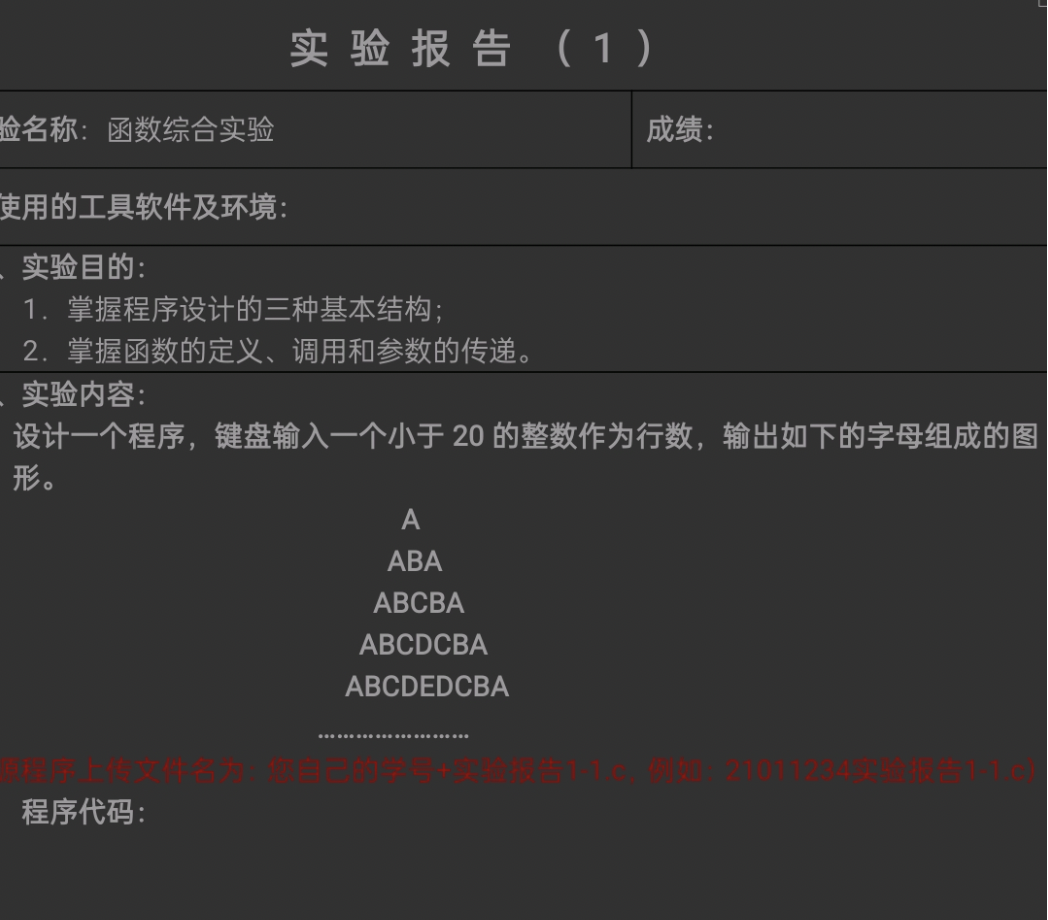 实 验 报 告 （ 1 ）
验名称：函数综合实验
成绩：
使用的工具软件及环境：
、实验目的：
1．掌握程序设计的三种基本结构；
2．掌握函数的定义、调用和参数的传递。
、实验内容：
设计一个程序，键盘输入一个小于 20 的整数作为行数，输出如下的字母组成的图
形。
A
ABA
ABCBA
ABCDCBA
ABCDEDCBA
…………………
源程序上传文件名为：您自己的学号+实验报告1-1.c，例如：21011234实验报告1-1.c）
程序代码：